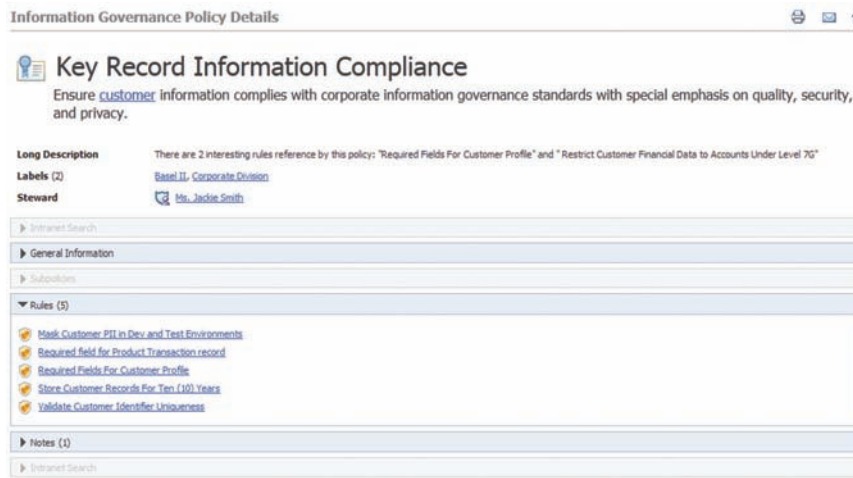 Information Governance Policy Details
Key Record Information Compliance
Ensure customer information complies with corporate information governance standards with special emphasis on quality, security,
and privacy.
Long Description There are 2 interesting rules reference by this policy: "Required Fields For Customer Profile" and " Restrict Customer Financial Data to Accounts Under Level 7G"
Labels (2) Basel II, Corporate Division
Steward Ms. Jackie Smith
Intranet Search
General Information
Subpolicies
Rules (5)
Mask Customer PII in Dev and Test Environments
Required field for Product Transaction record
Required Fields For Customer Profile
Store Customer Records For Ten (10) Years
Validate Customer Identifier Uniqueness
Notes (1)
Intranet Search